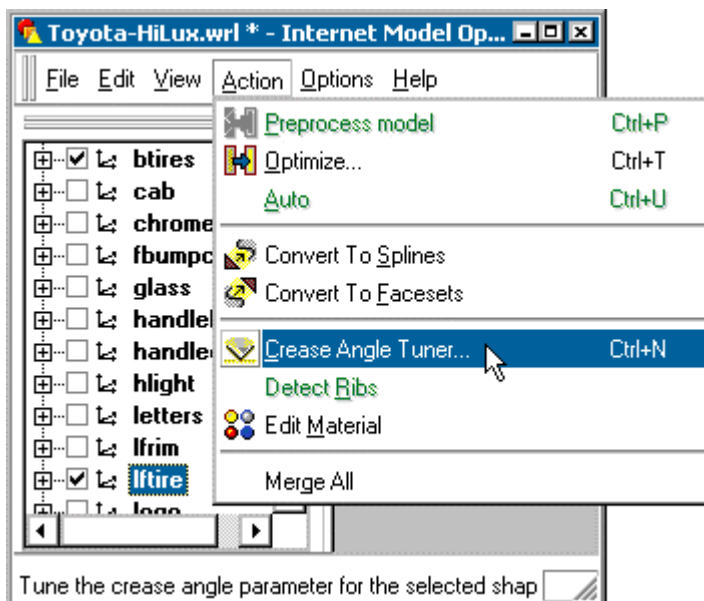 Toyota-HiLux.wrl * - Internet Model Op...
File Edit View Action Options Help
Preprocess model Ctrl+P
Optimize... Ctrl+T
Auto Ctrl+U
Convert To Splines
Convert To Facesets
Crease Angle Tuner... Ctrl+N
Detect Ribs
Edit Material
Merge All
btires
cab
chrome
fbumpc
glass
handlel
handle
hlight
letters
lfrim
lftire
logo
Tune the crease angle parameter for the selected shap